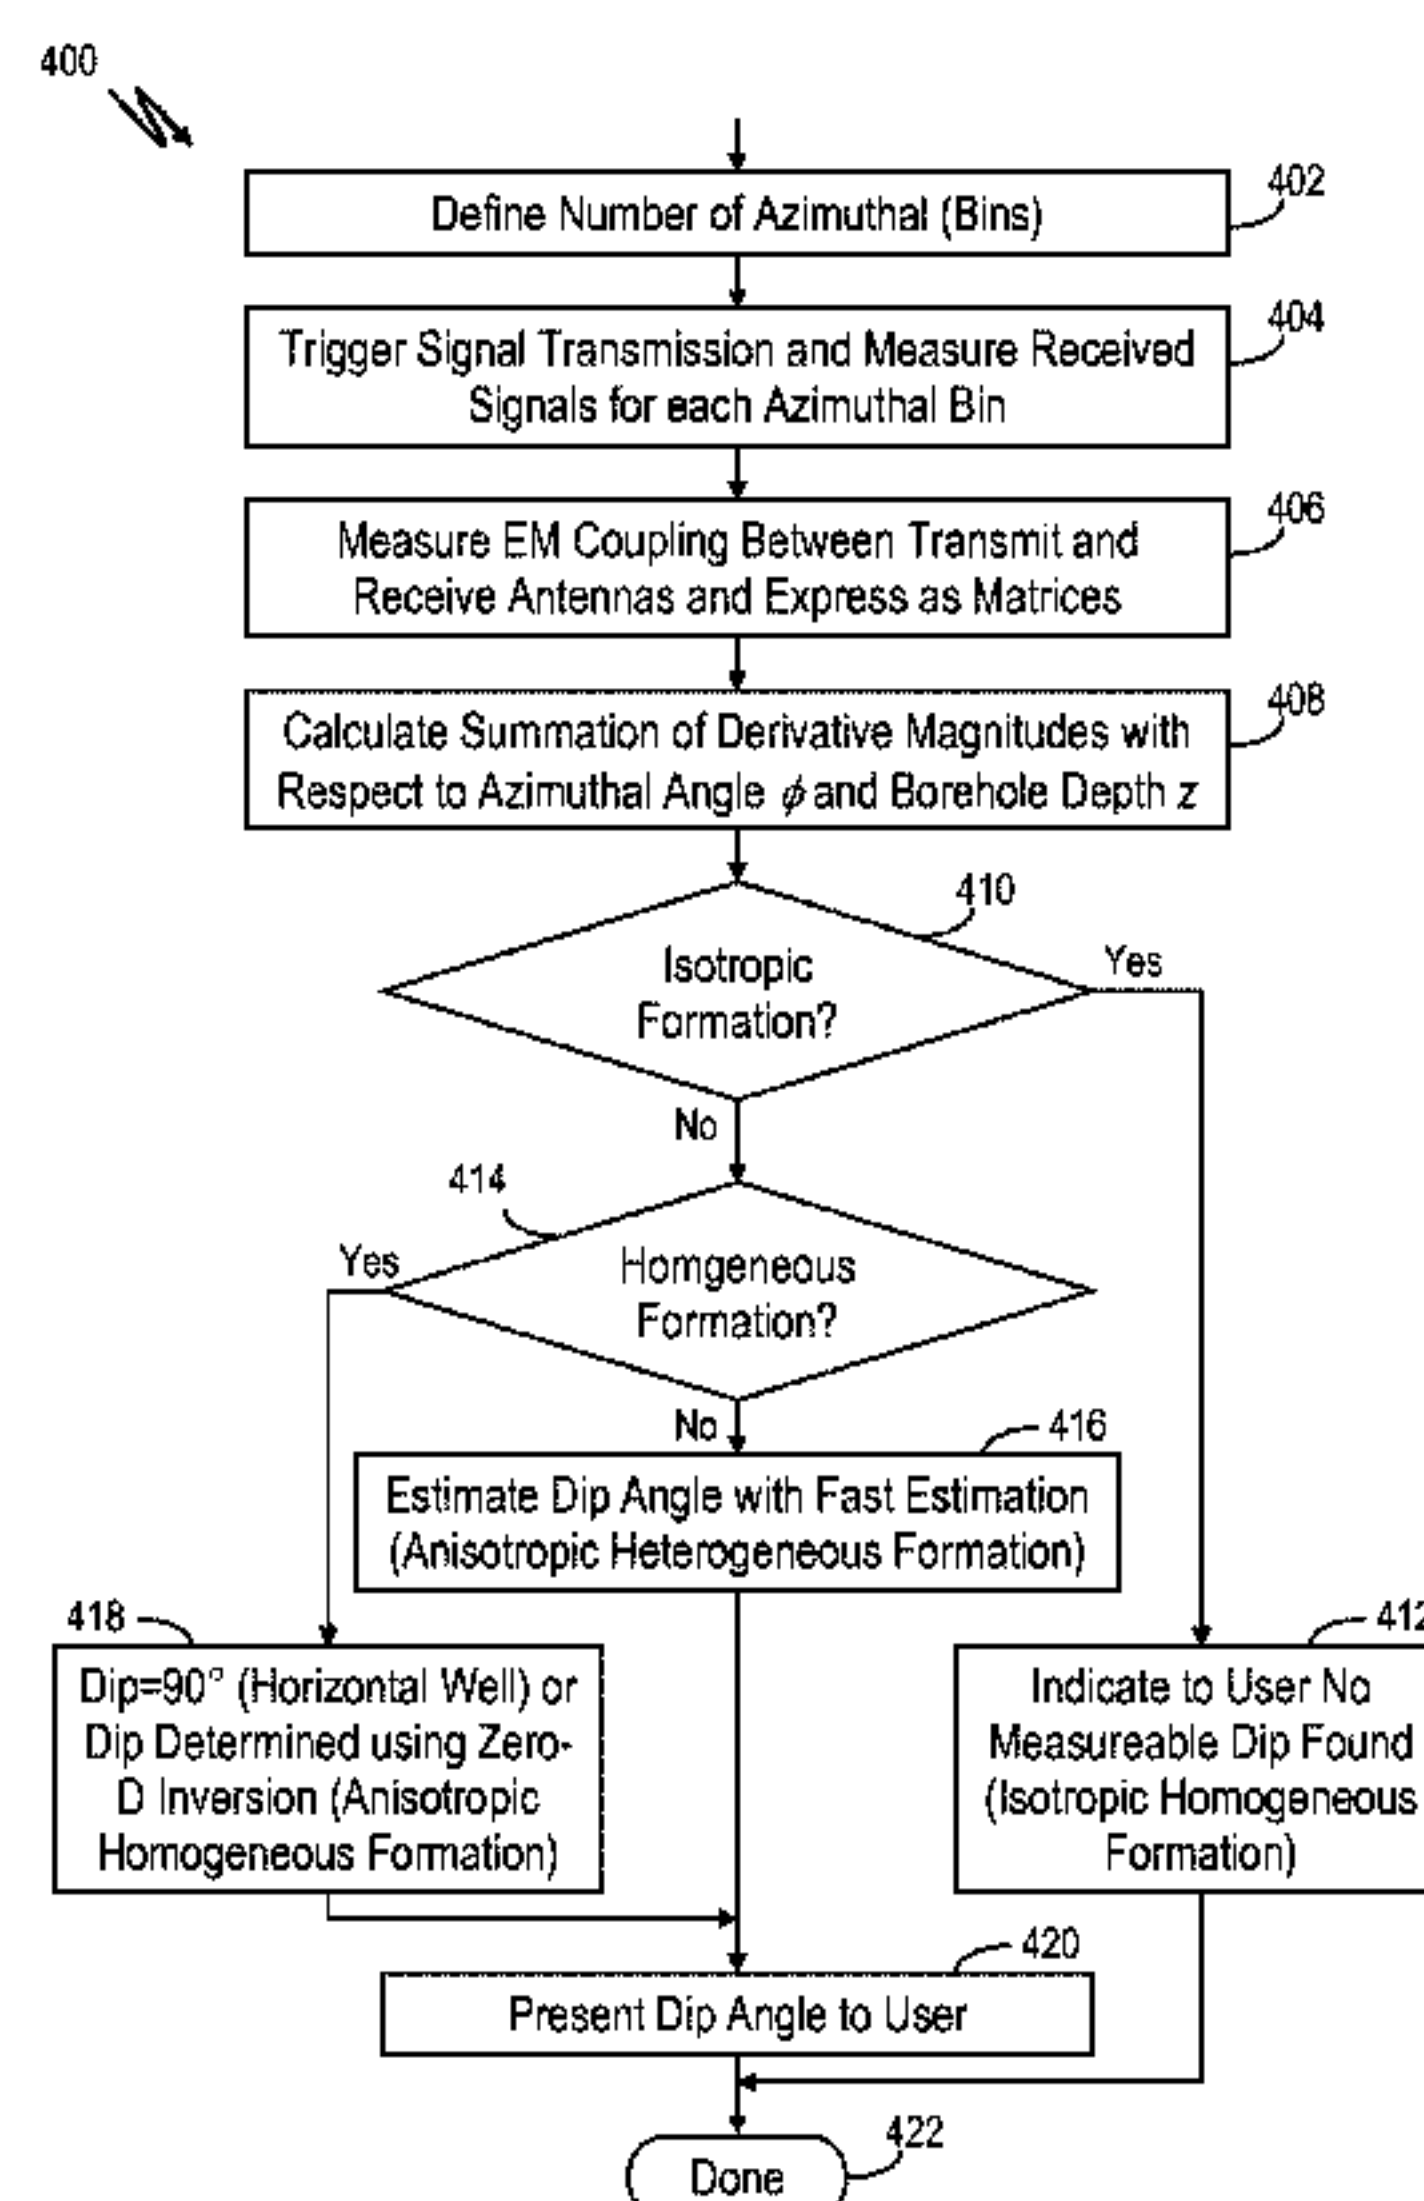 400
402
Define Number of Azimuthal (Bins)
404
Trigger Signal Transmission and Measure Received
Signals for each Azimuthal Bin
406
Measure EM Coupling Between Transmit and
Receive Antennas and Express as Matrices
408
Calculate Summation of Derivative Magnitudes with
Respect to Azimuthal Angle ϕ and Borehole Depth z
410
Isotropic
Formation?
Yes
No
414
Yes
Homgeneous
Formation?
No
416
Estimate Dip Angle with Fast Estimation
(Anisotropic Heterogeneous Formation)
418
Dip=90° (Horizontal Well) or
Dip Determined using Zero-
D Inversion (Anisotropic
Homogeneous Formation)
412
Indicate to User No
Measureable Dip Found
(Isotropic Homogeneous
Formation)
420
Present Dip Angle to User
422
Done